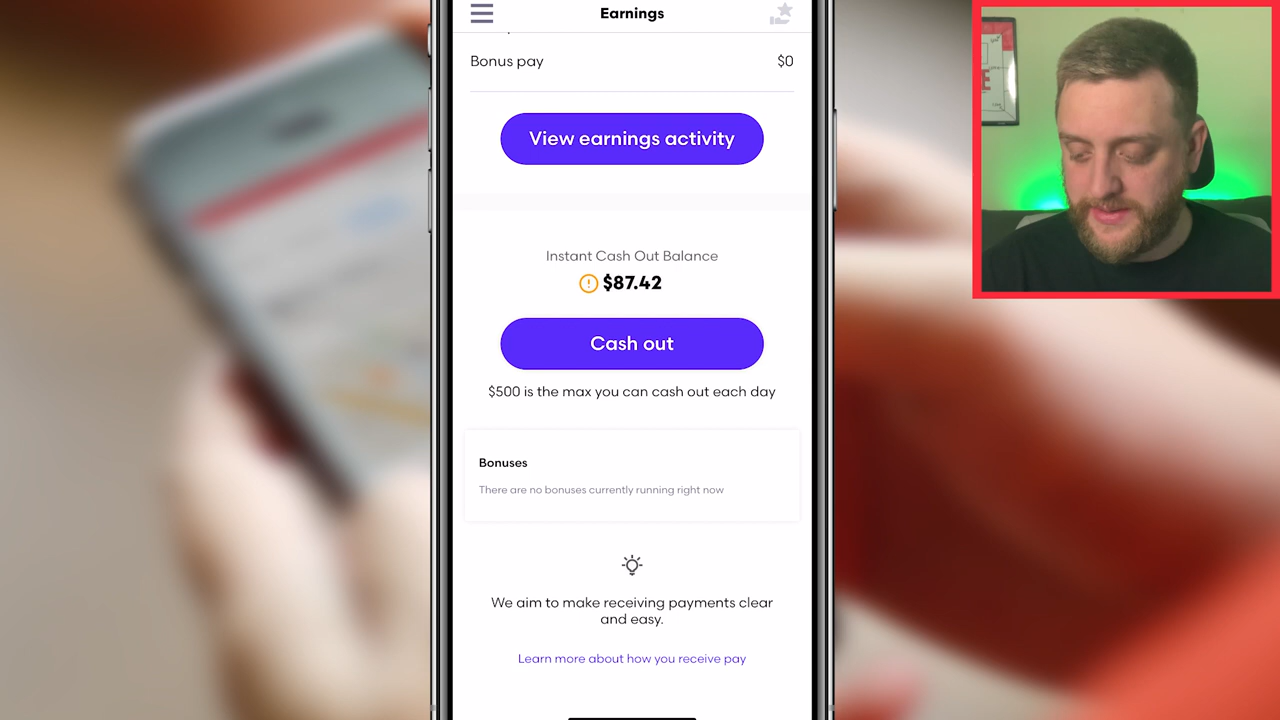 Earnings
Bonus pay $0
View earnings activity
Instant Cash Out Balance
$87.42
Cash out
$500 is the max you can cash out each day
Bonuses
There are no bonuses currently running right now
We aim to make receiving payments clear
and easy.
Learn more about how you receive pay